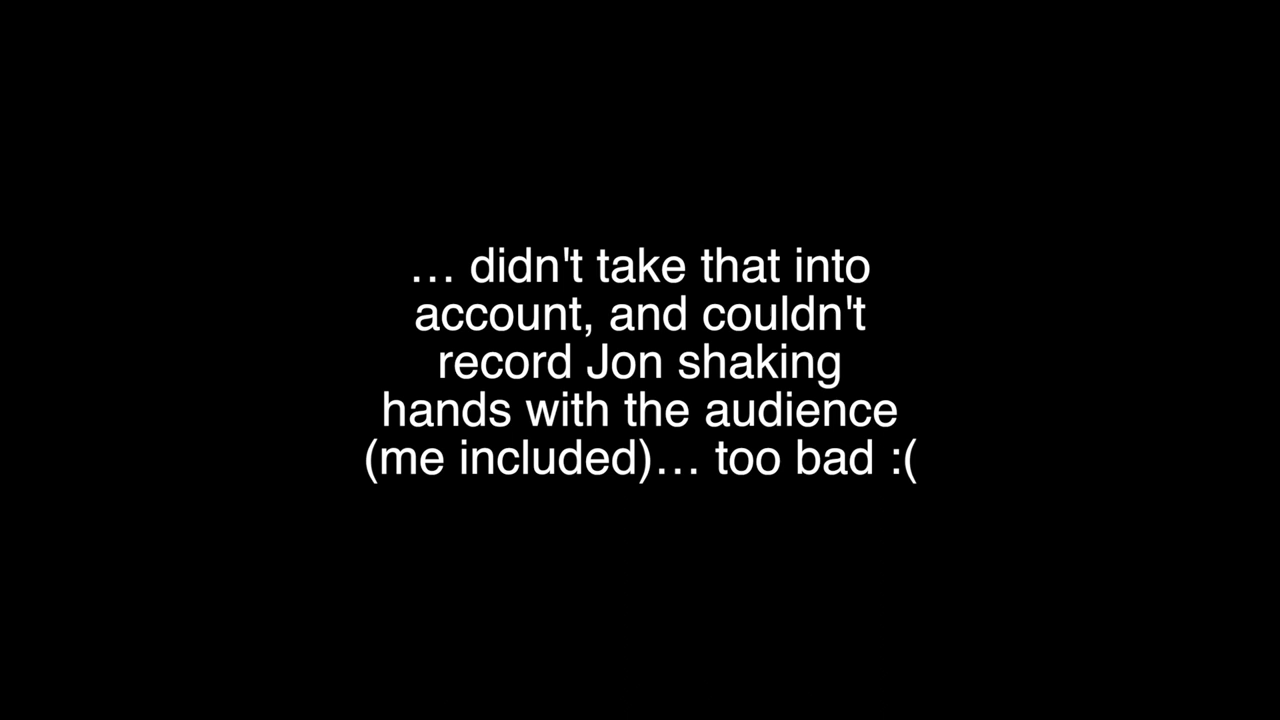 … didn't take that into
account, and couldn't
record Jon shaking
hands with the audience
(me included)… too bad :(